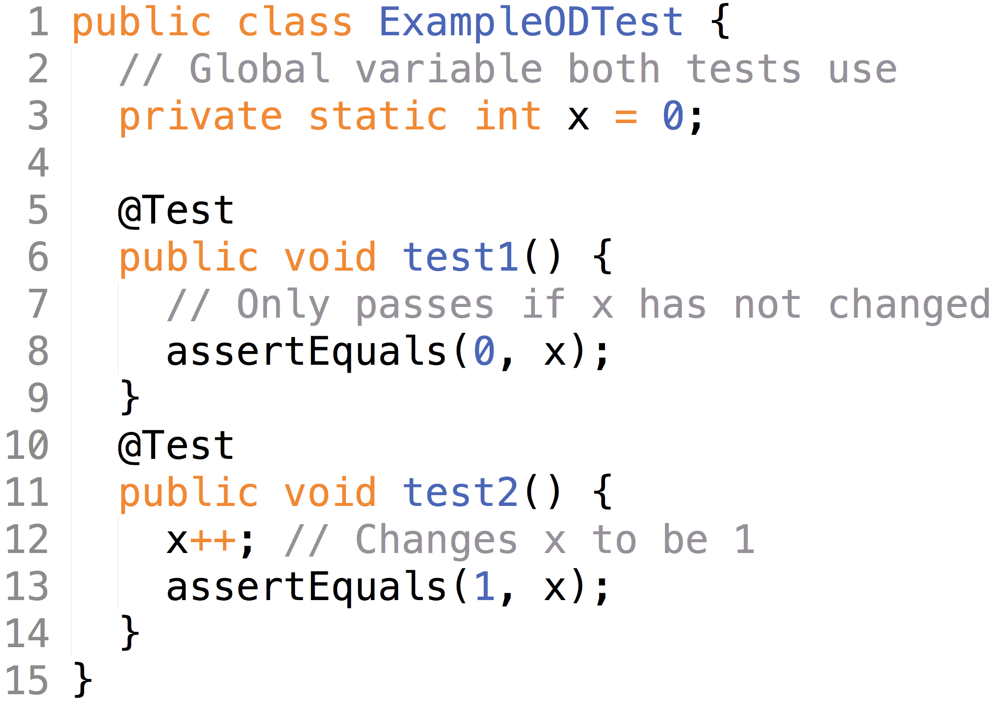 1 public class ExampleODTest {
2   // Global variable both tests use
3   private static int x = 0;
4
5   @Test
6   public void test1() {
7     // Only passes if x has not changed
8     assertEquals(0, x);
9   }
10   @Test
11   public void test2() {
12     x++; // Changes x to be 1
13     assertEquals(1, x);
14   }
15 }